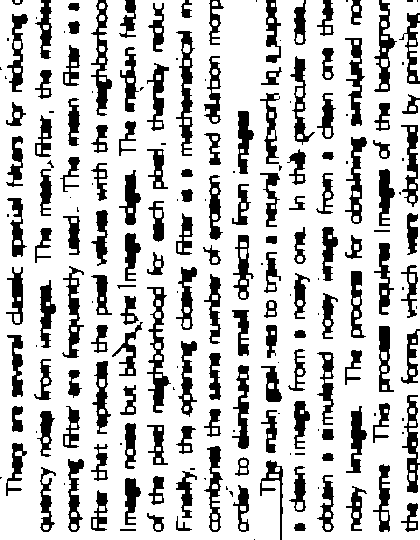 There are several classic spatial filters for reducing
quency noise from images. The mean filter, the median
opening filter are frequently used. The mean filter is a
filter that replaces the pixel values with the neighborhood
image noise but blurs the image edges. The median filter
of the pixel neighborhood for each pixel, thereby reduc
Finally, the opening closing filter is a mathematical m
combines the same number of erosion and dilation morp
order to eliminate small objects from images
The main goal was to train a neural network in a super
a clean image from a noisy one. In this particular case,
obtain a simulated noisy image from a clean one the
noisy images. The process for obtaining simulated no
scheme This process requires images of the backgroun
the acquisition forms, which were obtained by printing